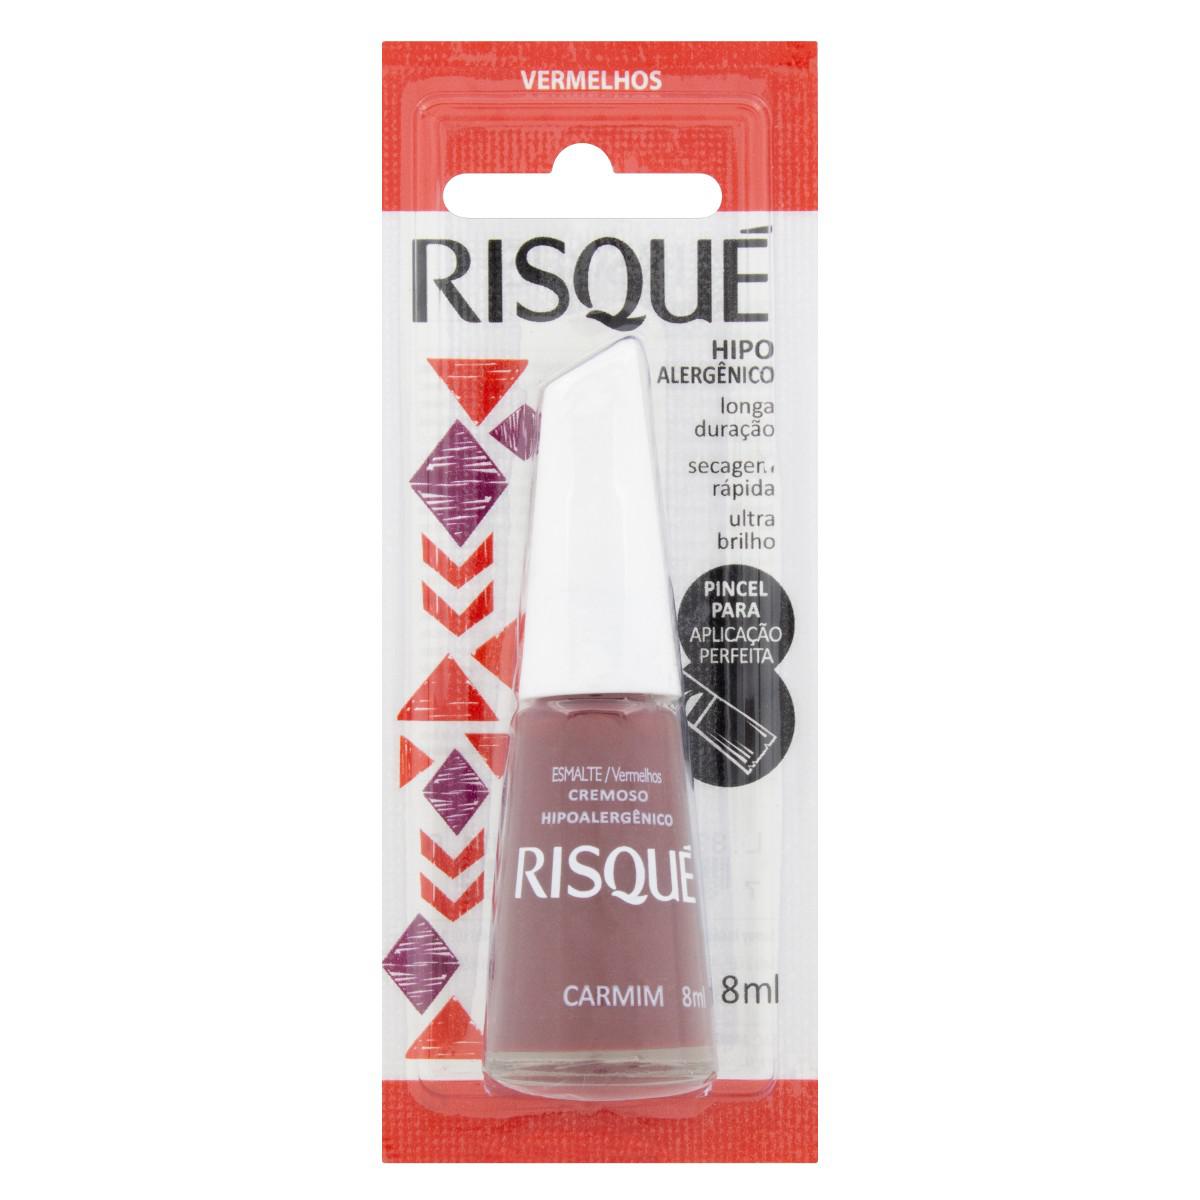 VERMELHOS
RISQUÉ
HIPO
ALERGÊNICO
longa
duração
secagem
rápida
ultra
brilho
PINCEL
PARA
APLICAÇÃO
PERFEITA
ESMALTE / Vermelhos
CREMOSO
HIPOALERGÊNICO
RISQUÉ
CARMIM 8ml
8ml